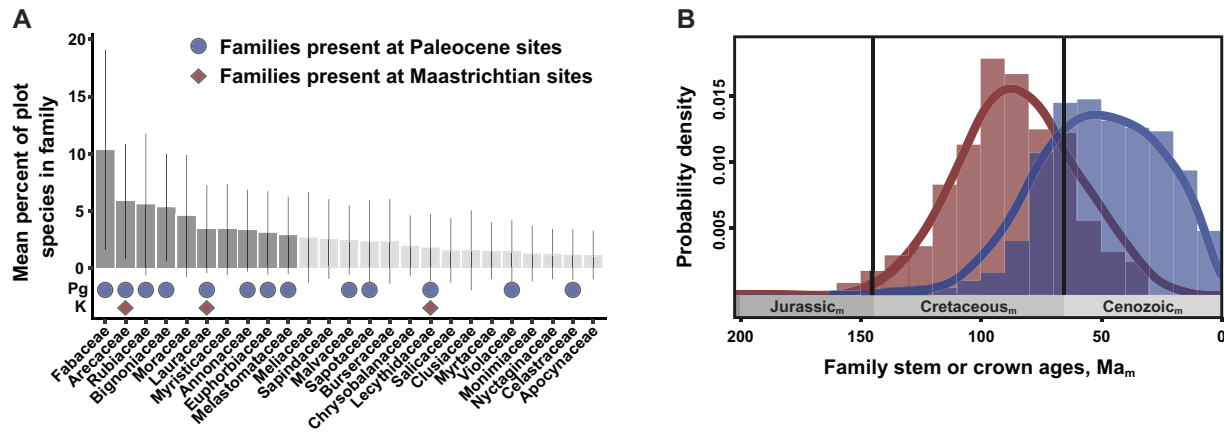 A
20
15
10
5
0
Mean percent of plot
species in family
Families present at Paleocene sites
Families present at Maastrichtian sites
Pg
K
Fabaceae
Arecaceae
Rubiaceae
Bignoniaceae
Moraceae
Lauraceae
Myristicaceae
Annonaceae
Euphorbiaceae
Melastomataceae
Meliaceae
Sapindaceae
Malvaceae
Sapotaceae
Burseraceae
Chrysobalanaceae
Lecythidaceae
Salicaceae
Clusiaceae
Myrtaceae
Violaceae
Monimiaceae
Nyctaginaceae
Celastraceae
Apocynaceae
B
Probability density
0.015
0.010
0.005
Jurassicm
Cretaceousm
Cenozoicm
200
150
100
50
0
Family stem or crown ages, Mam